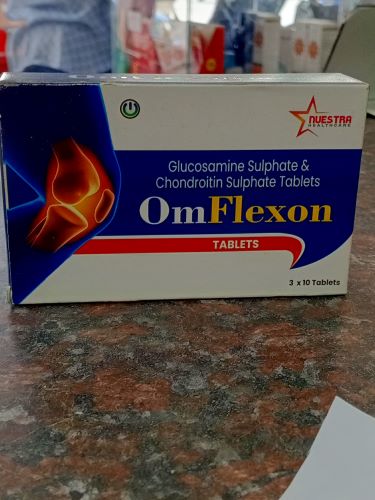 NUESTRA
HEALTHCARE
Glucosamine Sulphate &
Chondroitin Sulphate Tablets
OmFlexon
TABLETS
3 x 10 Tablets